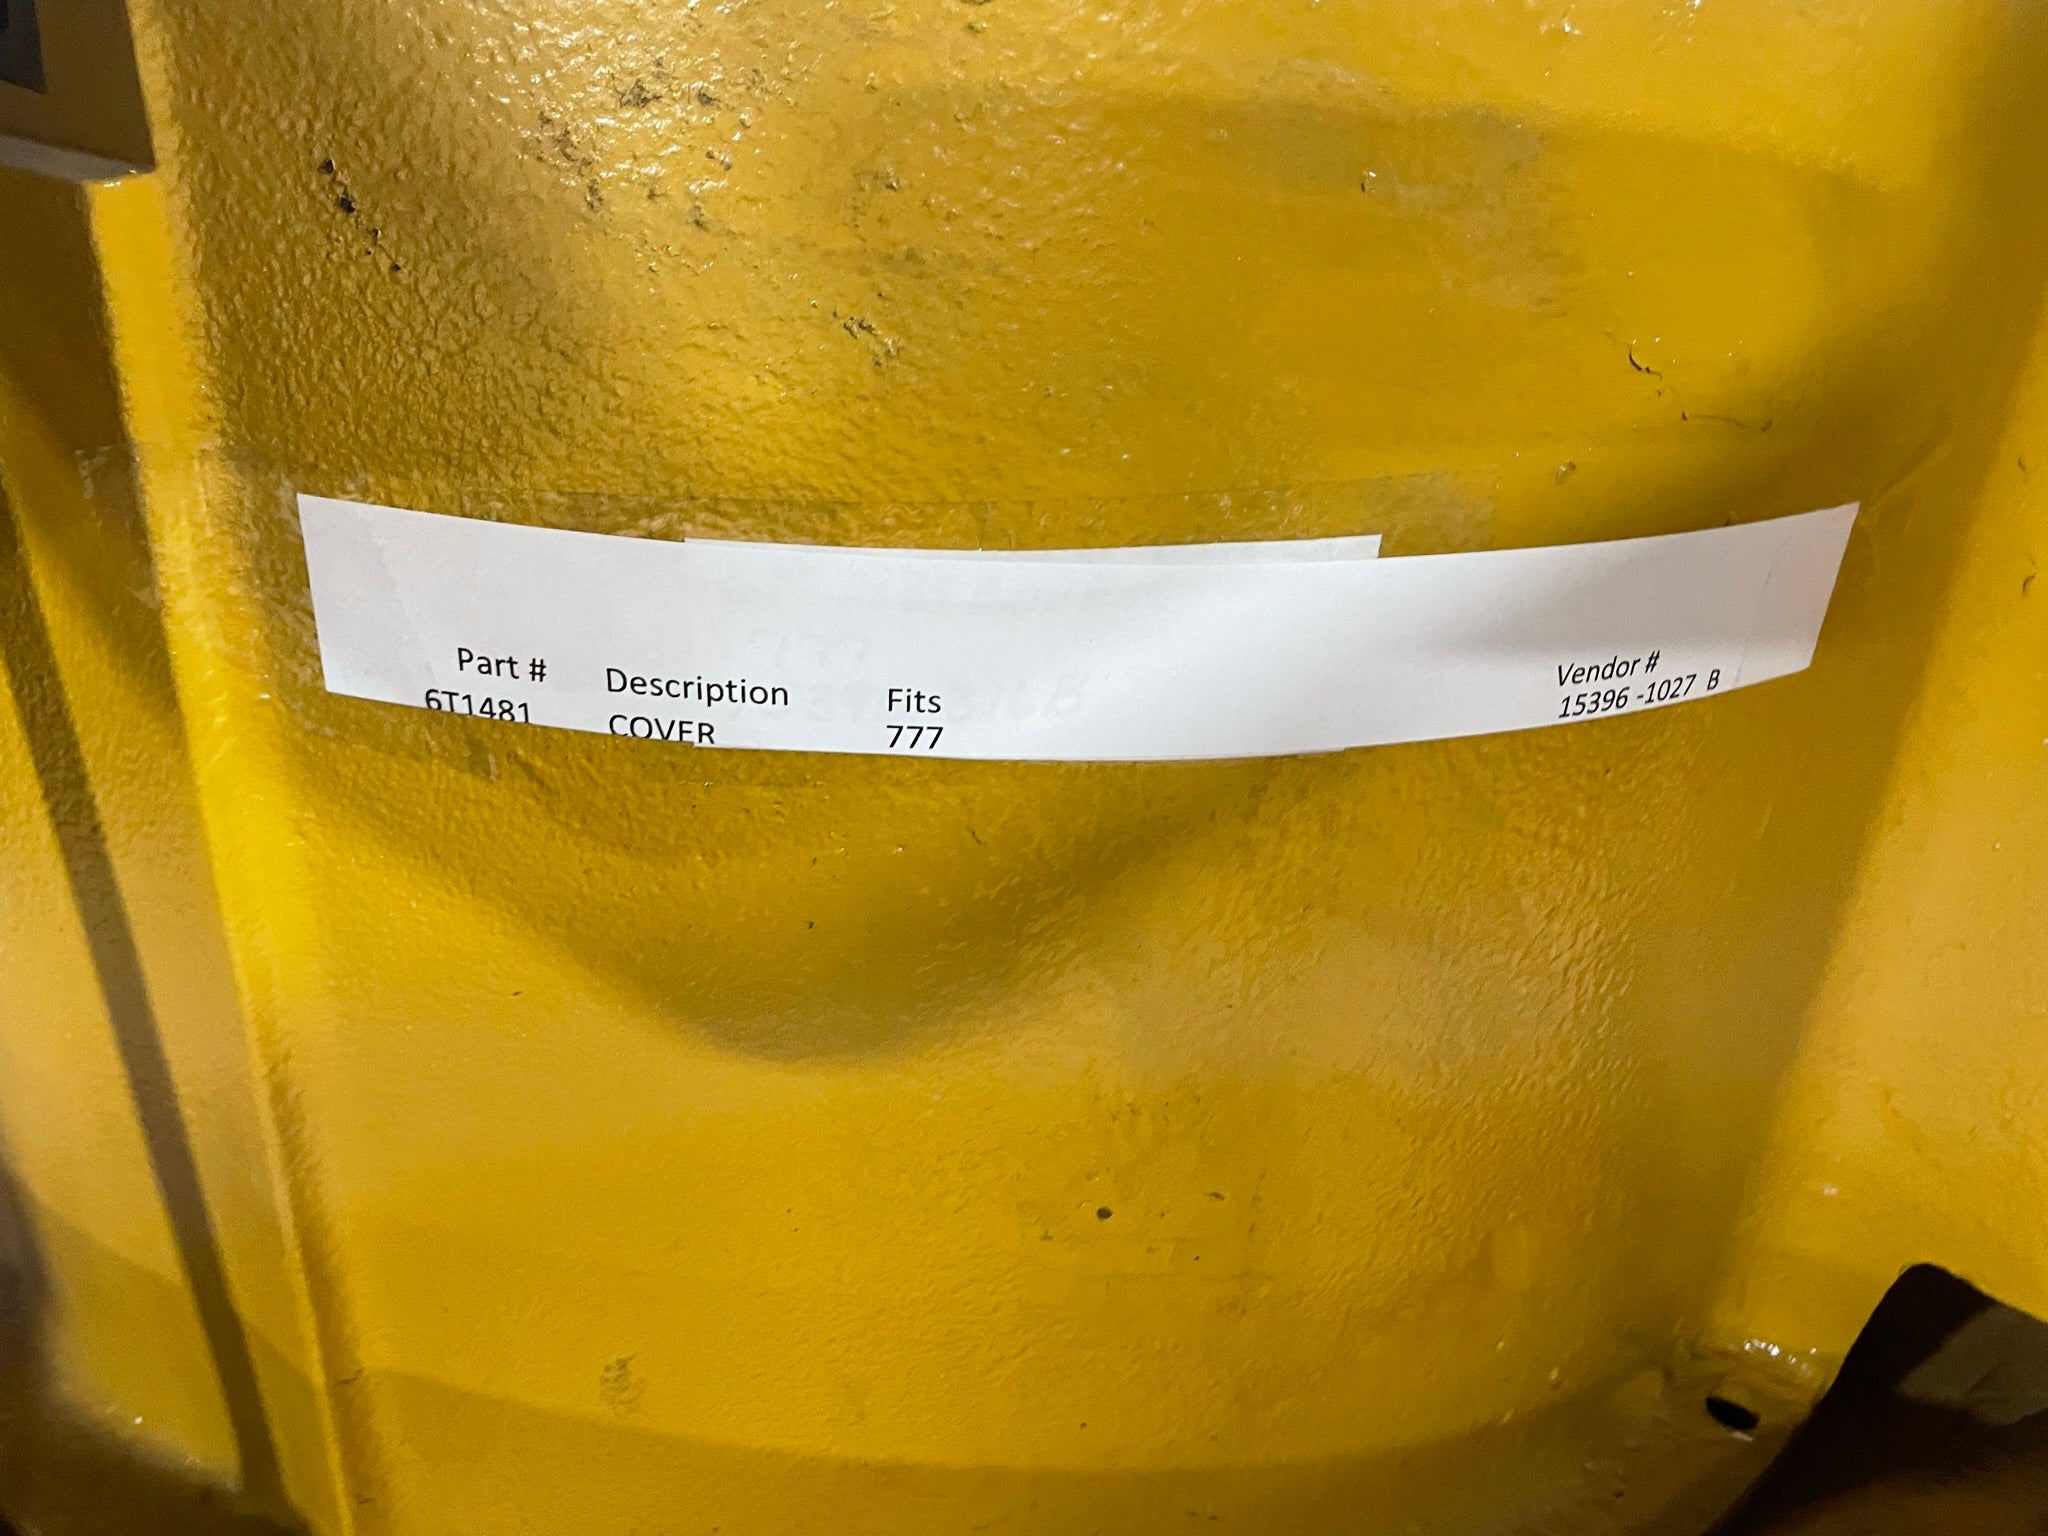 Part # Description Fits Vendor #
6T1481 COVER 777 15396 -1027 B